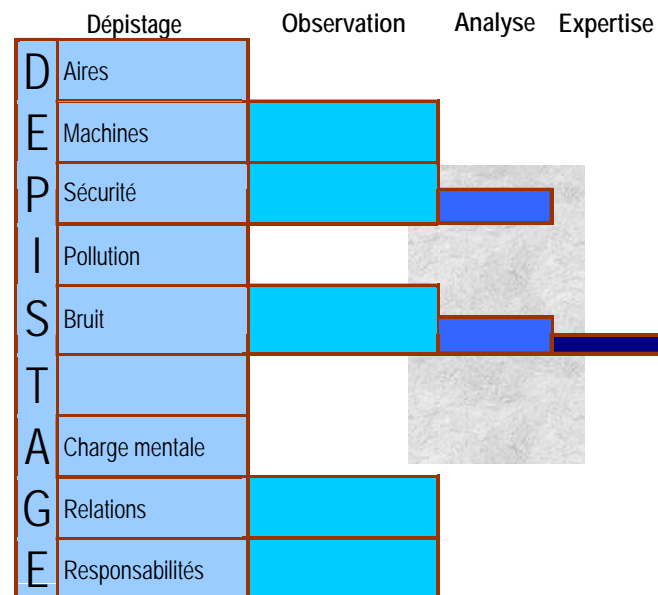 Dépistage Observation Analyse Expertise
D Aires
E Machines
P Sécurité
I Pollution
S Bruit
T
A Charge mentale
G Relations
E Responsabilités